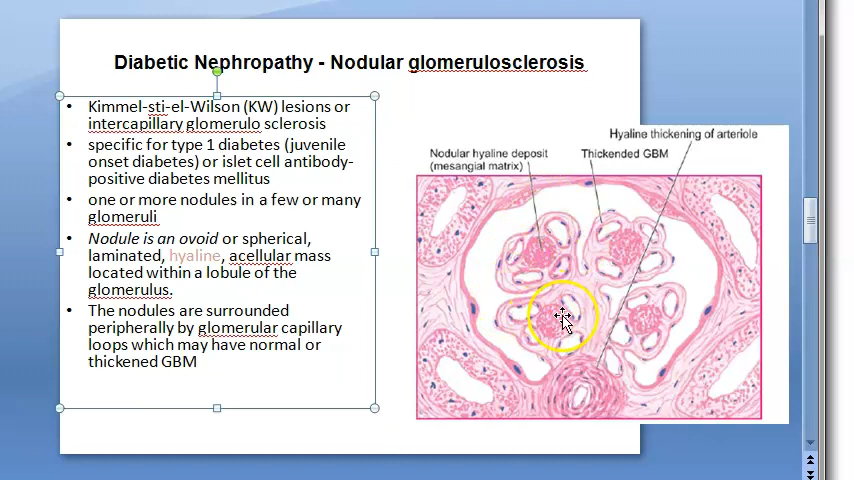 Diabetic Nephropathy - Nodular glomerulosclerosis
• Kimmel-sti-el-Wilson (KW) lesions or
intercapillary glomerulo sclerosis
• specific for type 1 diabetes (juvenile
onset diabetes) or islet cell antibody-
positive diabetes mellitus
• one or more nodules in a few or many
glomeruli
• Nodule is an ovoid or spherical,
laminated, hyaline, acellular mass
located within a lobule of the
glomerulus.
• The nodules are surrounded
peripherally by glomerular capillary
loops which may have normal or
thickened GBM
Hyaline thickening of arteriole
Nodular hyaline deposit
(mesangial matrix)
Thickened GBM